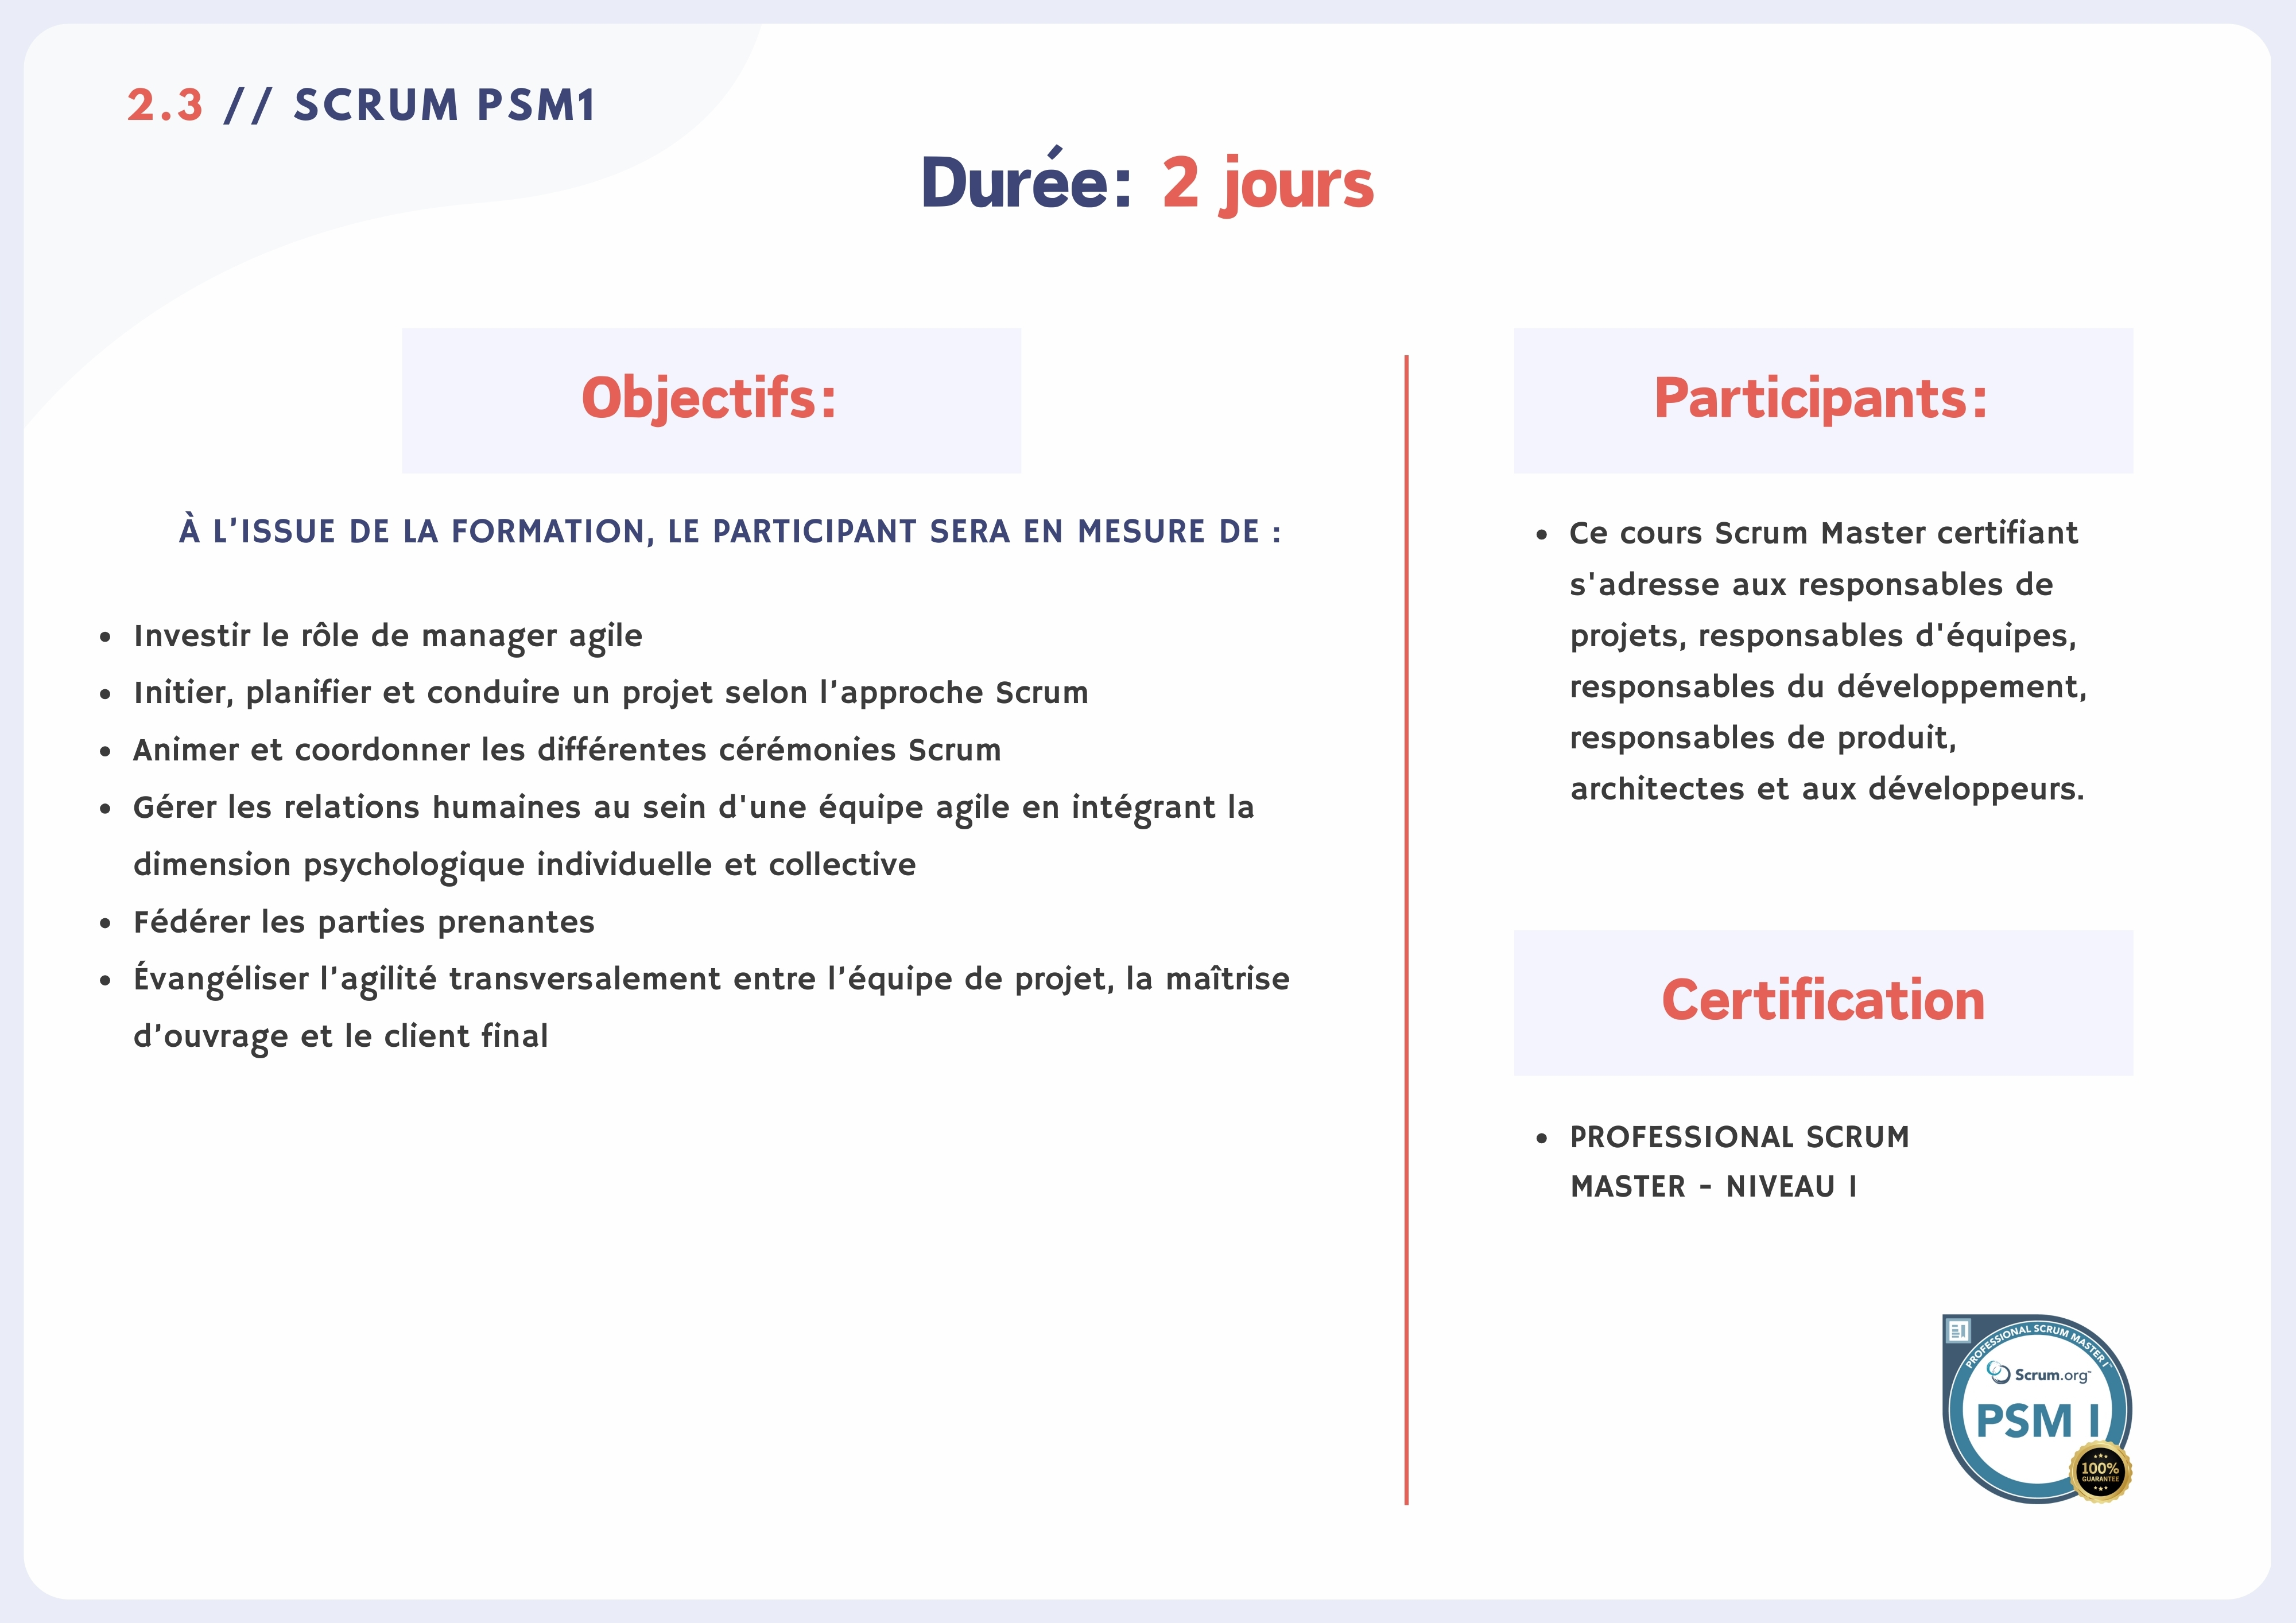 2.3 // SCRUM PSM1
Durée: 2 jours
Objectifs:
À L’ISSUE DE LA FORMATION, LE PARTICIPANT SERA EN MESURE DE :
• Investir le rôle de manager agile
• Initier, planifier et conduire un projet selon l’approche Scrum
• Animer et coordonner les différentes cérémonies Scrum
• Gérer les relations humaines au sein d'une équipe agile en intégrant la
dimension psychologique individuelle et collective
• Fédérer les parties prenantes
• Évangéliser l’agilité transversalement entre l’équipe de projet, la maîtrise
d’ouvrage et le client final
Participants:
• Ce cours Scrum Master certifiant
s'adresse aux responsables de
projets, responsables d'équipes,
responsables du développement,
responsables de produit,
architectes et aux développeurs.
Certification
• PROFESSIONAL SCRUM
MASTER - NIVEAU I
PROFESSIONAL SCRUM MASTER I™
Scrum.org™
PSM I
100%
GUARANTEE